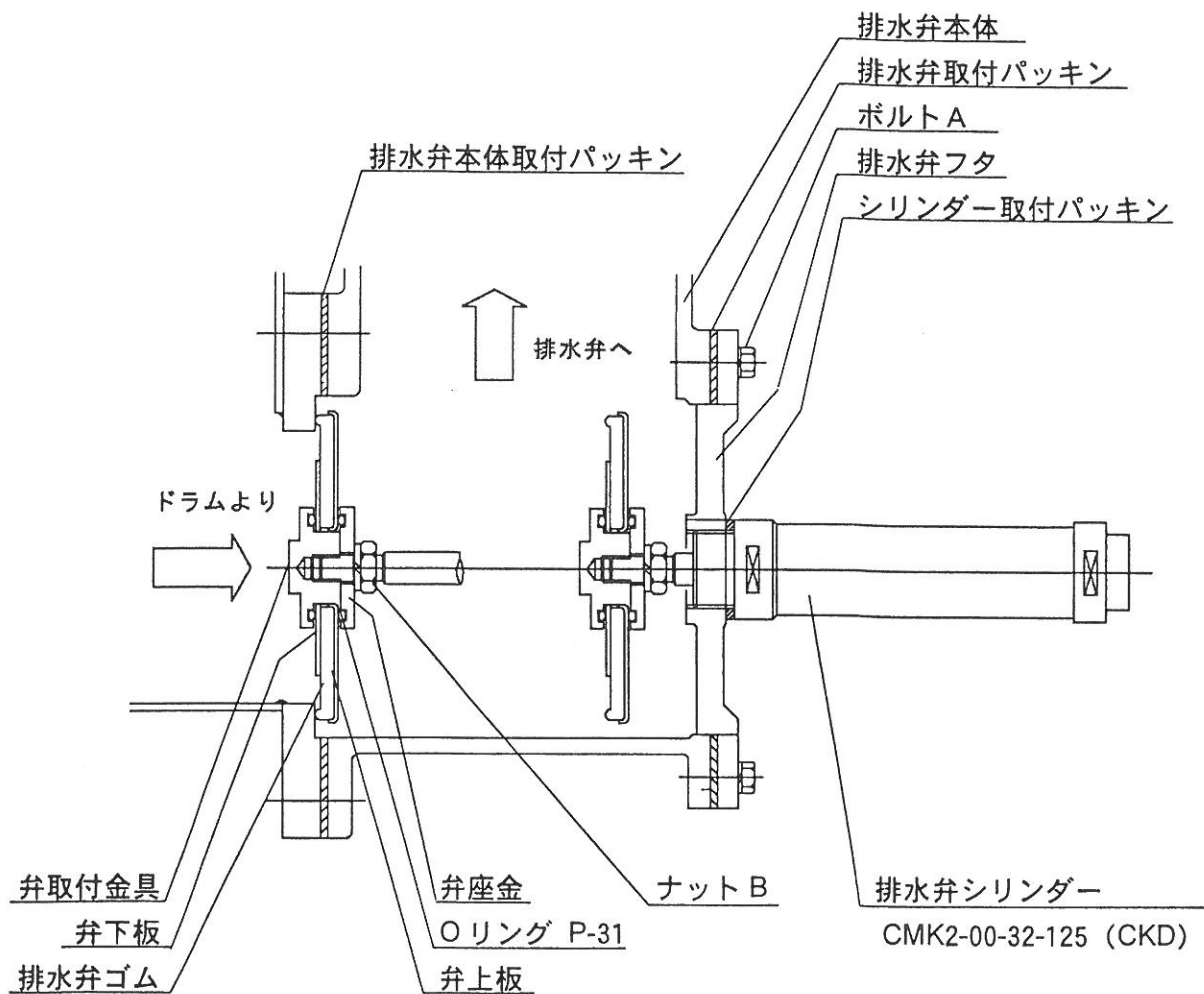 排水弁本体
排水弁取付パッキン
ボルトA
排水弁フタ
シリンダー取付パッキン
排水弁本体取付パッキン
排水弁へ
ドラムより
弁取付金具
弁下板
排水弁ゴム
弁座金
Oリング P-31
弁上板
ナットB
排水弁シリンダー
CMK2-00-32-125 (CKD)